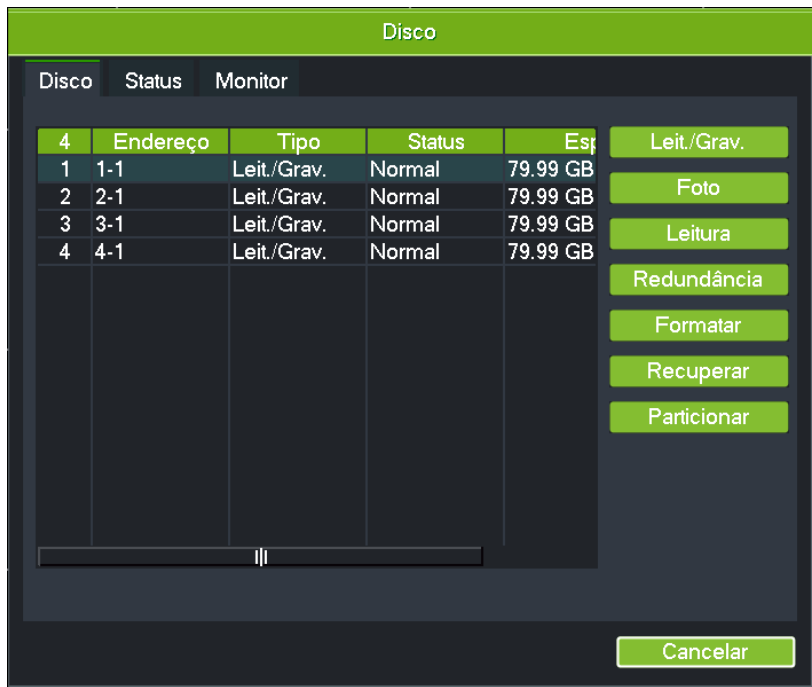 Disco
Disco Status Monitor
4 Endereço Tipo Status Esp
1 1-1 Leit./Grav. Normal 79.99 GB
2 2-1 Leit./Grav. Normal 79.99 GB
3 3-1 Leit./Grav. Normal 79.99 GB
4 4-1 Leit./Grav. Normal 79.99 GB
Leit./Grav.
Foto
Leitura
Redundância
Formatar
Recuperar
Particionar
Cancelar